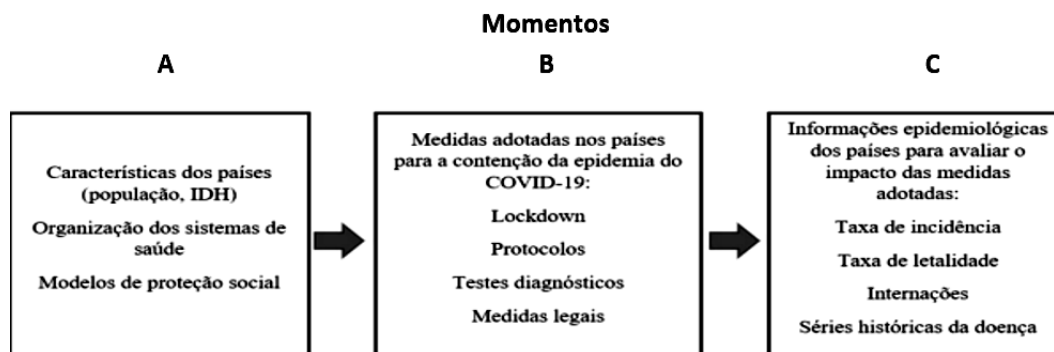 Momentos
A
B
C
Características dos países
(população, IDH)
Organização dos sistemas de
saúde
Modelos de proteção social
Medidas adotadas nos países
para a contenção da epidemia do
COVID-19:
Lockdown
Protocolos
Testes diagnósticos
Medidas legais
Informações epidemiológicas
dos países para avaliar o
impacto das medidas
adotadas:
Taxa de incidência
Taxa de letalidade
Internações
Séries históricas da doença